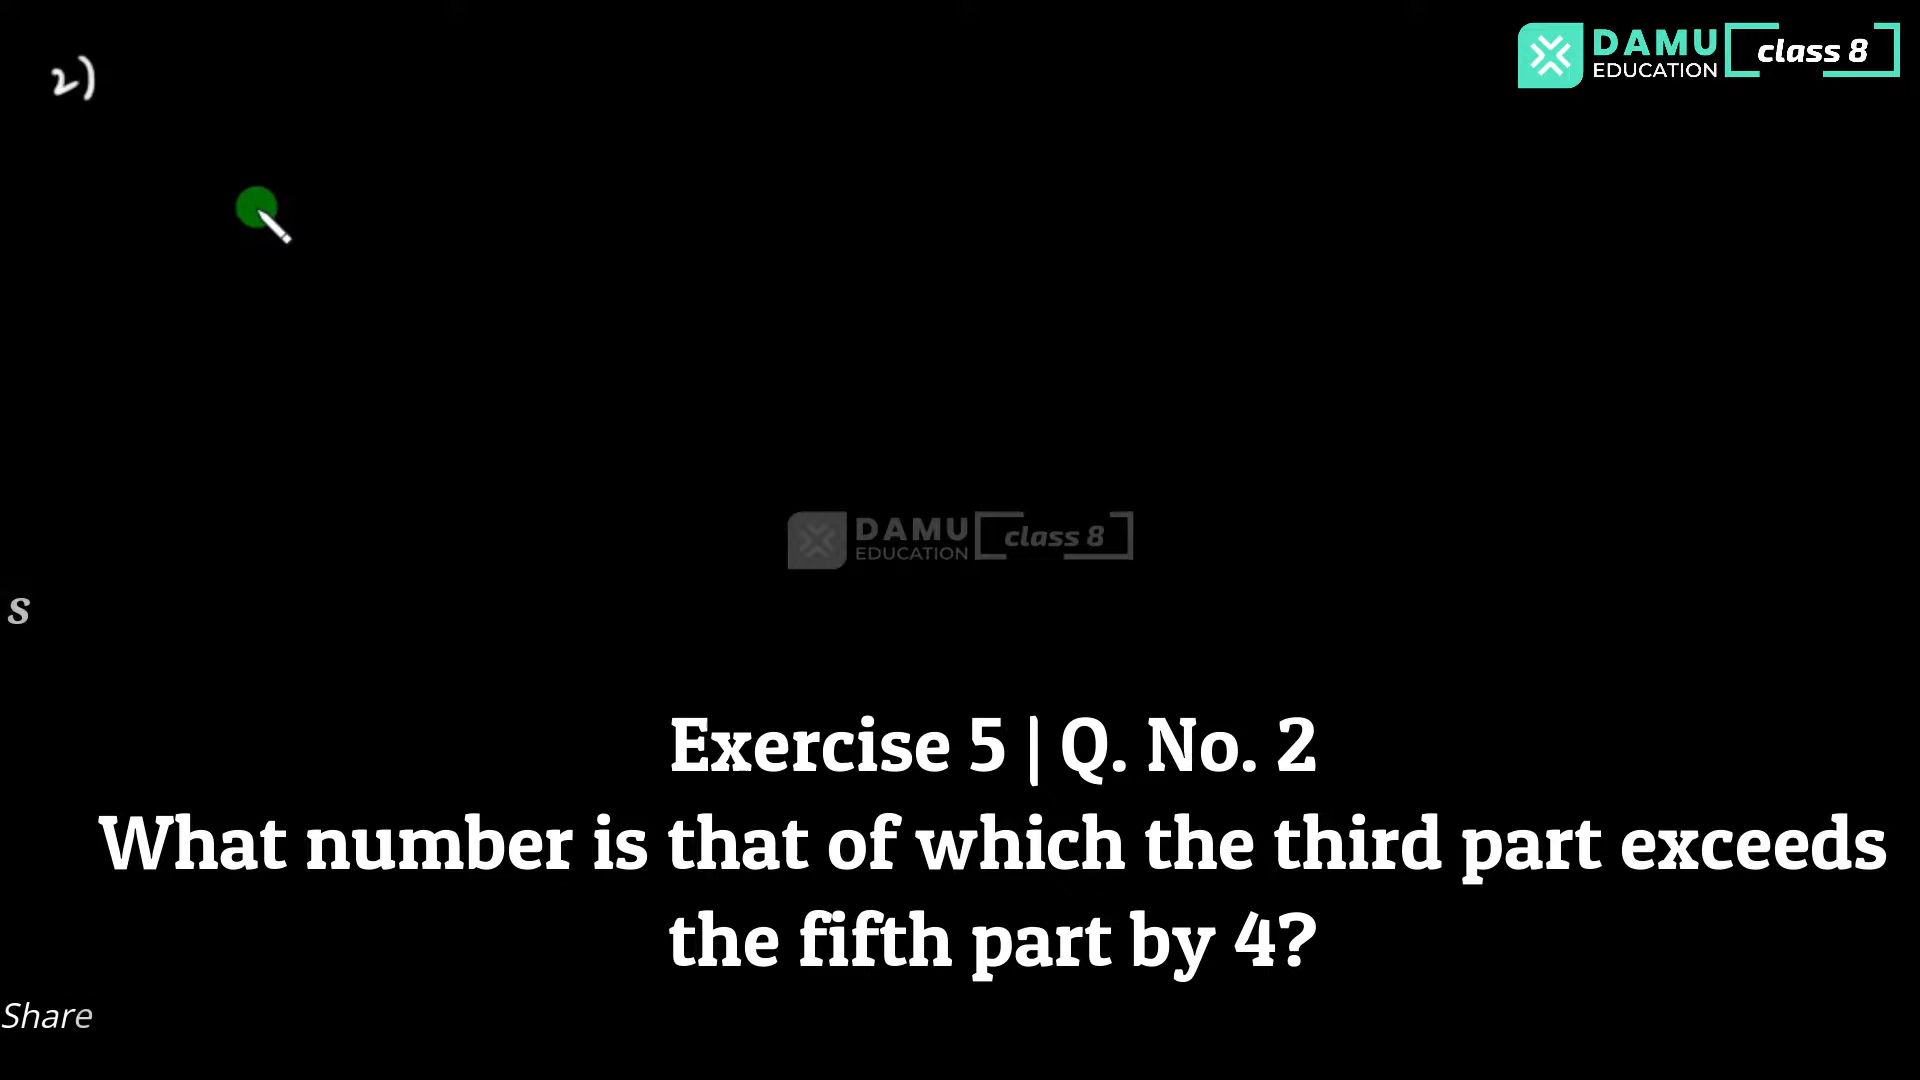 2)
DAMU
EDUCATION
class 8
DAMU
EDUCATION
class 8
s
Exercise 5 | Q. No. 2
What number is that of which the third part exceeds
the fifth part by 4?
Share